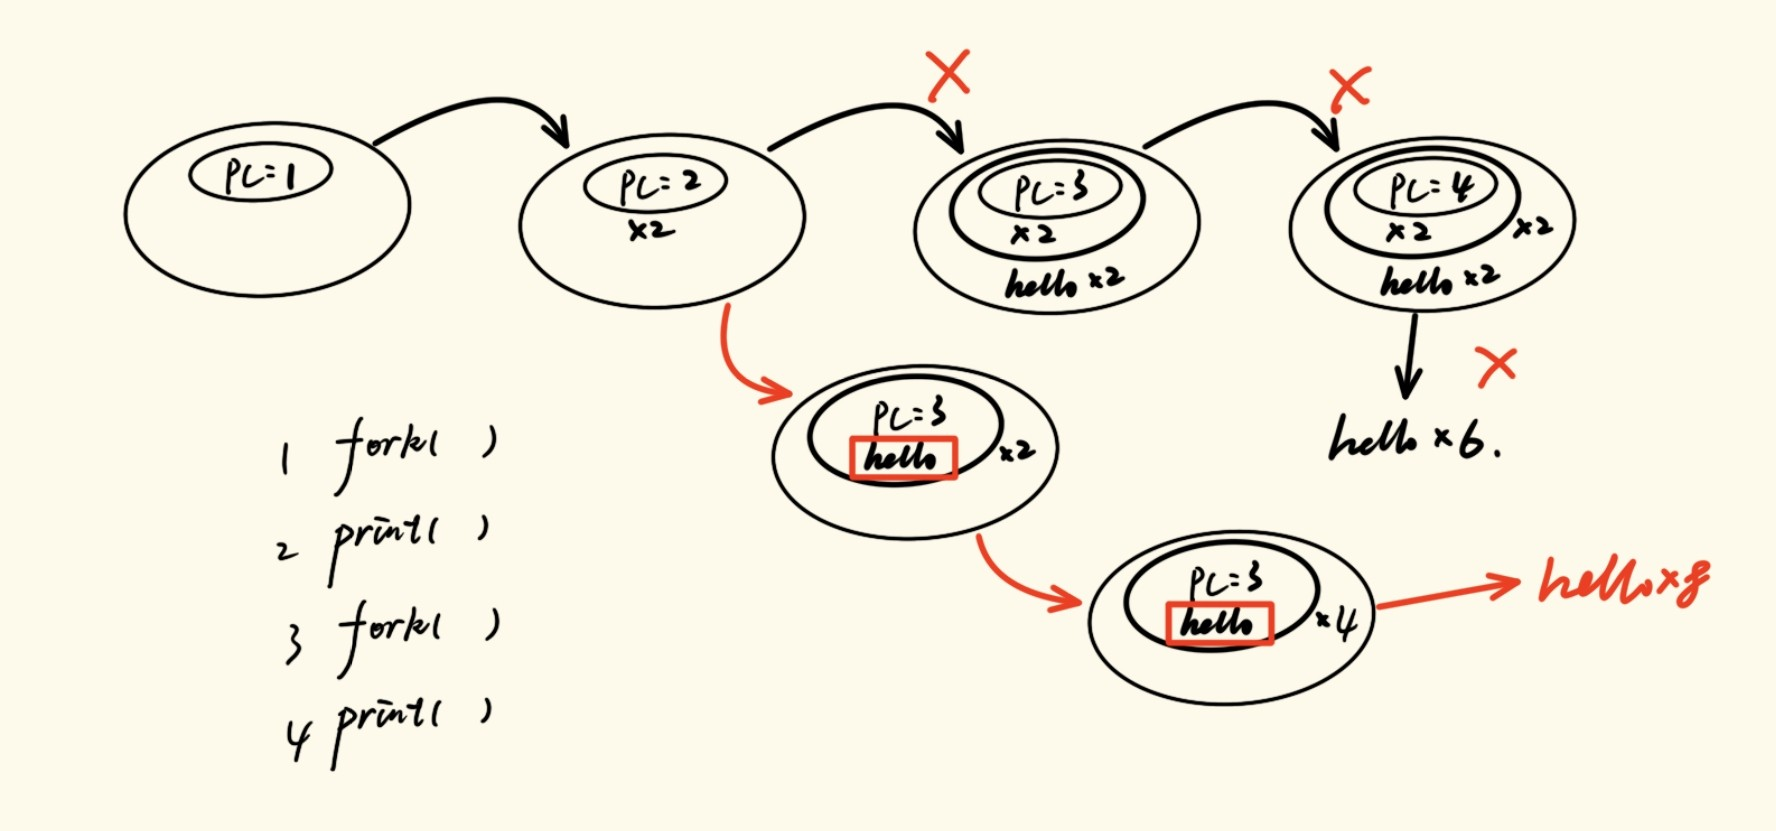 PC=1
PC=2
×2
PC=3
×2
hello ×2
PC=4
×2
×2
hello ×2
hello ×6.
PC=3
hello
×2
PC=3
hello
×4
hello×8
1 fork( )
2 print( )
3 fork( )
4 print( )